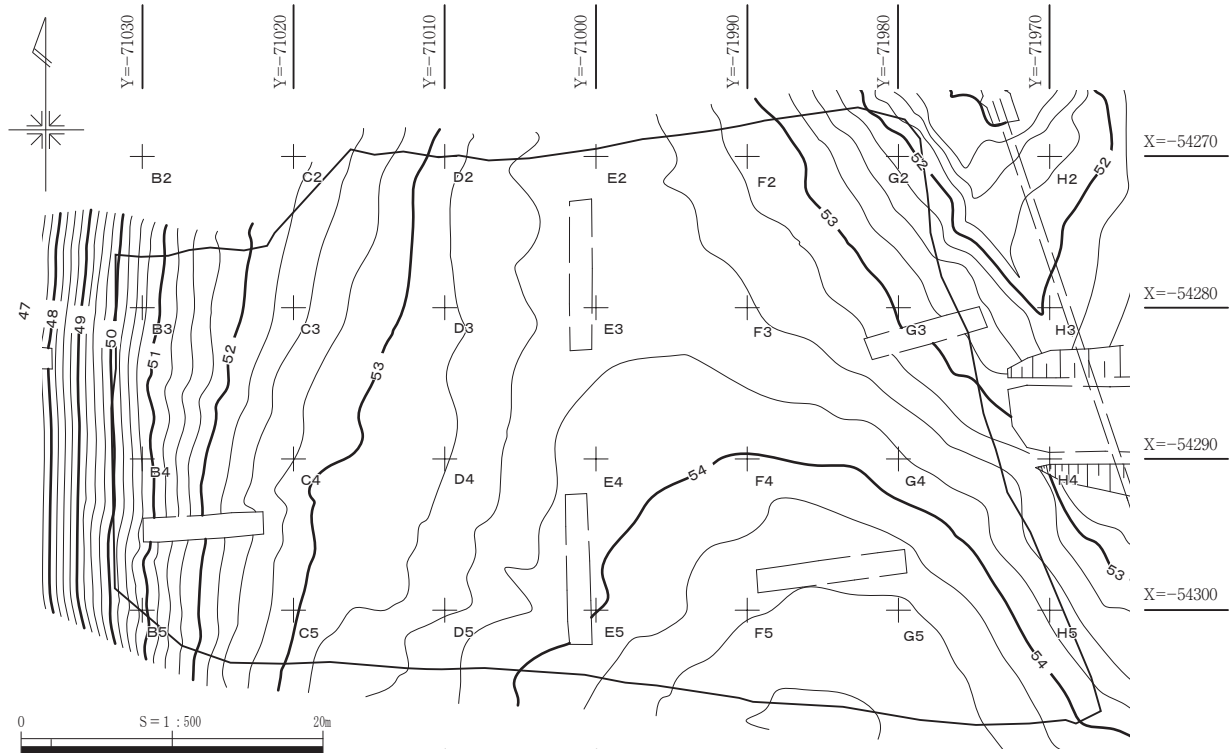 Y=-71030
Y=-71020
Y=-71010
Y=-71000
Y=-71990
Y=-71980
Y=-71970
X=-54270
B2
C2
D2
E2
F2
G2
H2
52
52
53
X=-54280
47
48
49
50
51
52
53
B3
C3
D3
E3
F3
G3
H3
X=-54290
B4
C4
D4
E4
F4
G4
H4
54
53
X=-54300
B5
C5
D5
E5
F5
G5
H5
54
0
S=1:500
20m